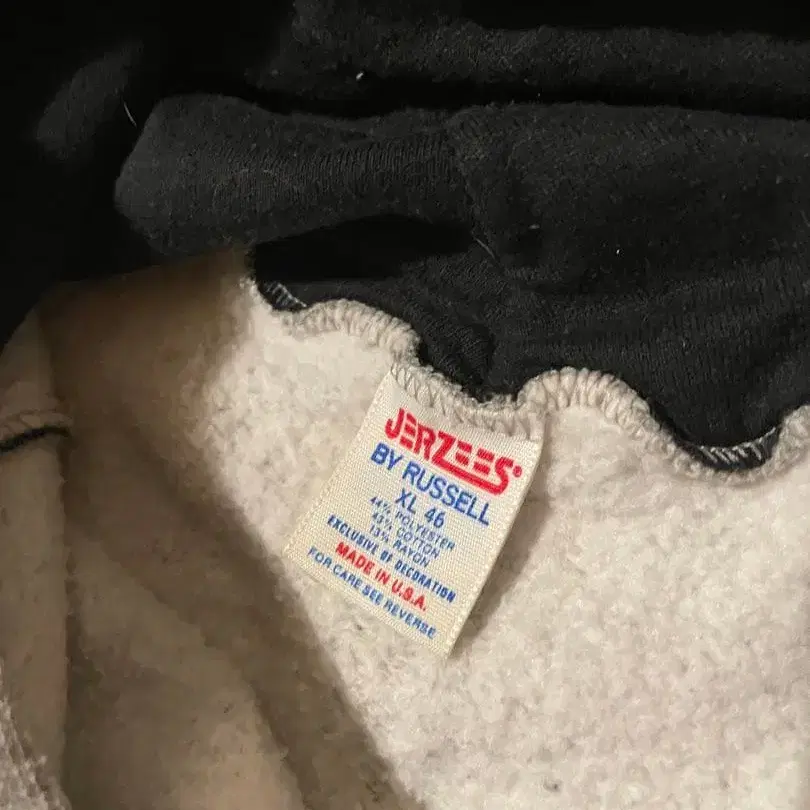 JERZEES®
BY RUSSELL
XL 46
44% POLYESTER
43% COTTON
13% RAYON
EXCLUSIVE OF DECORATION
MADE IN U.S.A.
FOR CARE SEE REVERSE